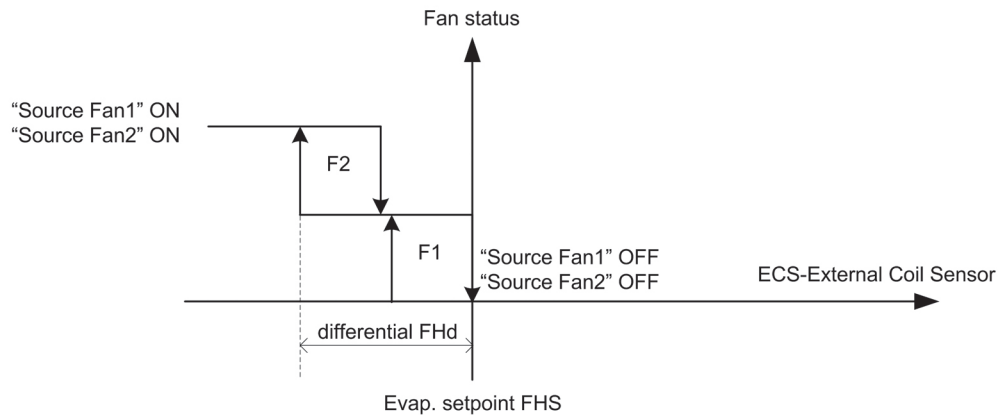 Fan status
“Source Fan1” ON
“Source Fan2” ON
F2
F1
“Source Fan1” OFF
“Source Fan2” OFF
ECS-External Coil Sensor
differential FHd
Evap. setpoint FHS